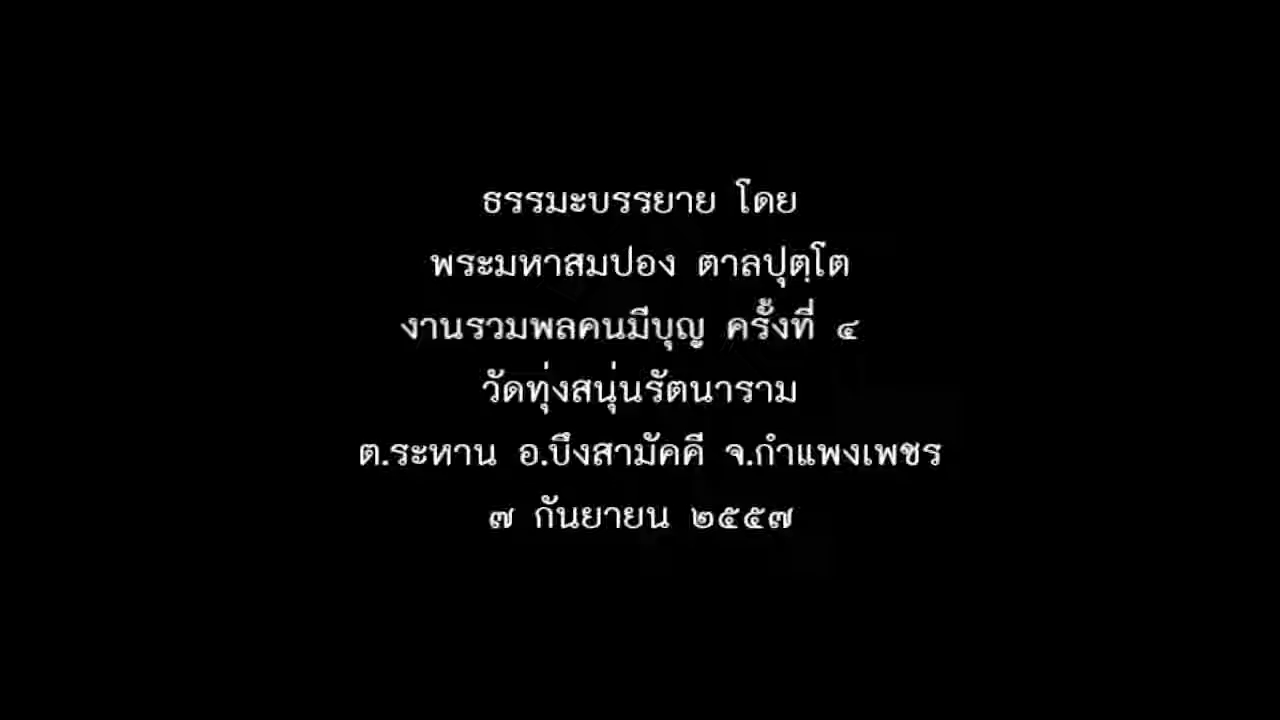 ธรรมะบรรยาย โดย
พระมหาสมปอง ตาลปุตฺโต
งานรวมพลคนมีบุญ ครั้งที่ ๔
วัดทุ่งสนุ่นรัตนาราม
ต.ระหาน อ.บึงสามัคคี จ.กำแพงเพชร
๗ กันยายน ๒๕๕๗